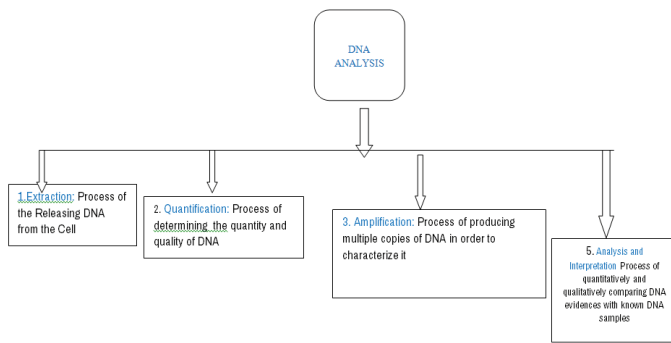 DNA
ANALYSIS
1.Extraction: Process of
the Releasing DNA
from the Cell
2. Quantification: Process of
determining the quantity and
quality of DNA
3. Amplification: Process of producing
multiple copies of DNA in order to
characterize it
5. Analysis and
Interpretation Process of
quantitatively and
qualitatively comparing DNA
evidences with known DNA
samples